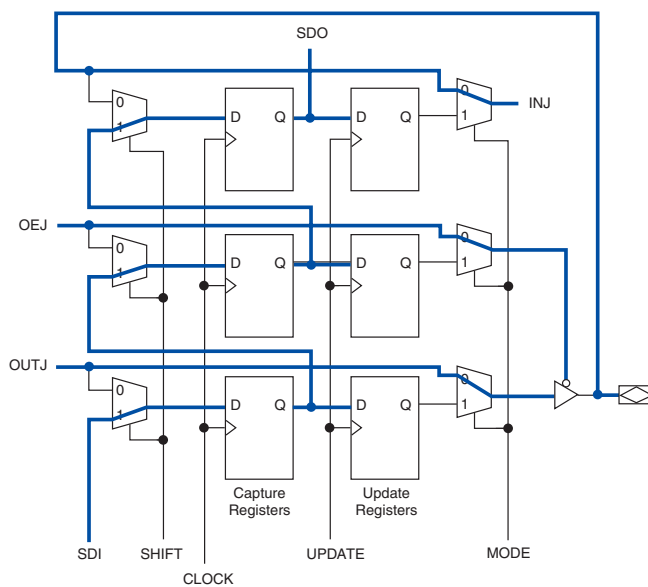 SDO
0
1
D Q
D Q
0
1
INJ
OEJ
0
1
D Q
D Q
0
1
OUTJ
0
1
D Q
D Q
0
1
Capture
Registers
Update
Registers
SDI
SHIFT
CLOCK
UPDATE
MODE